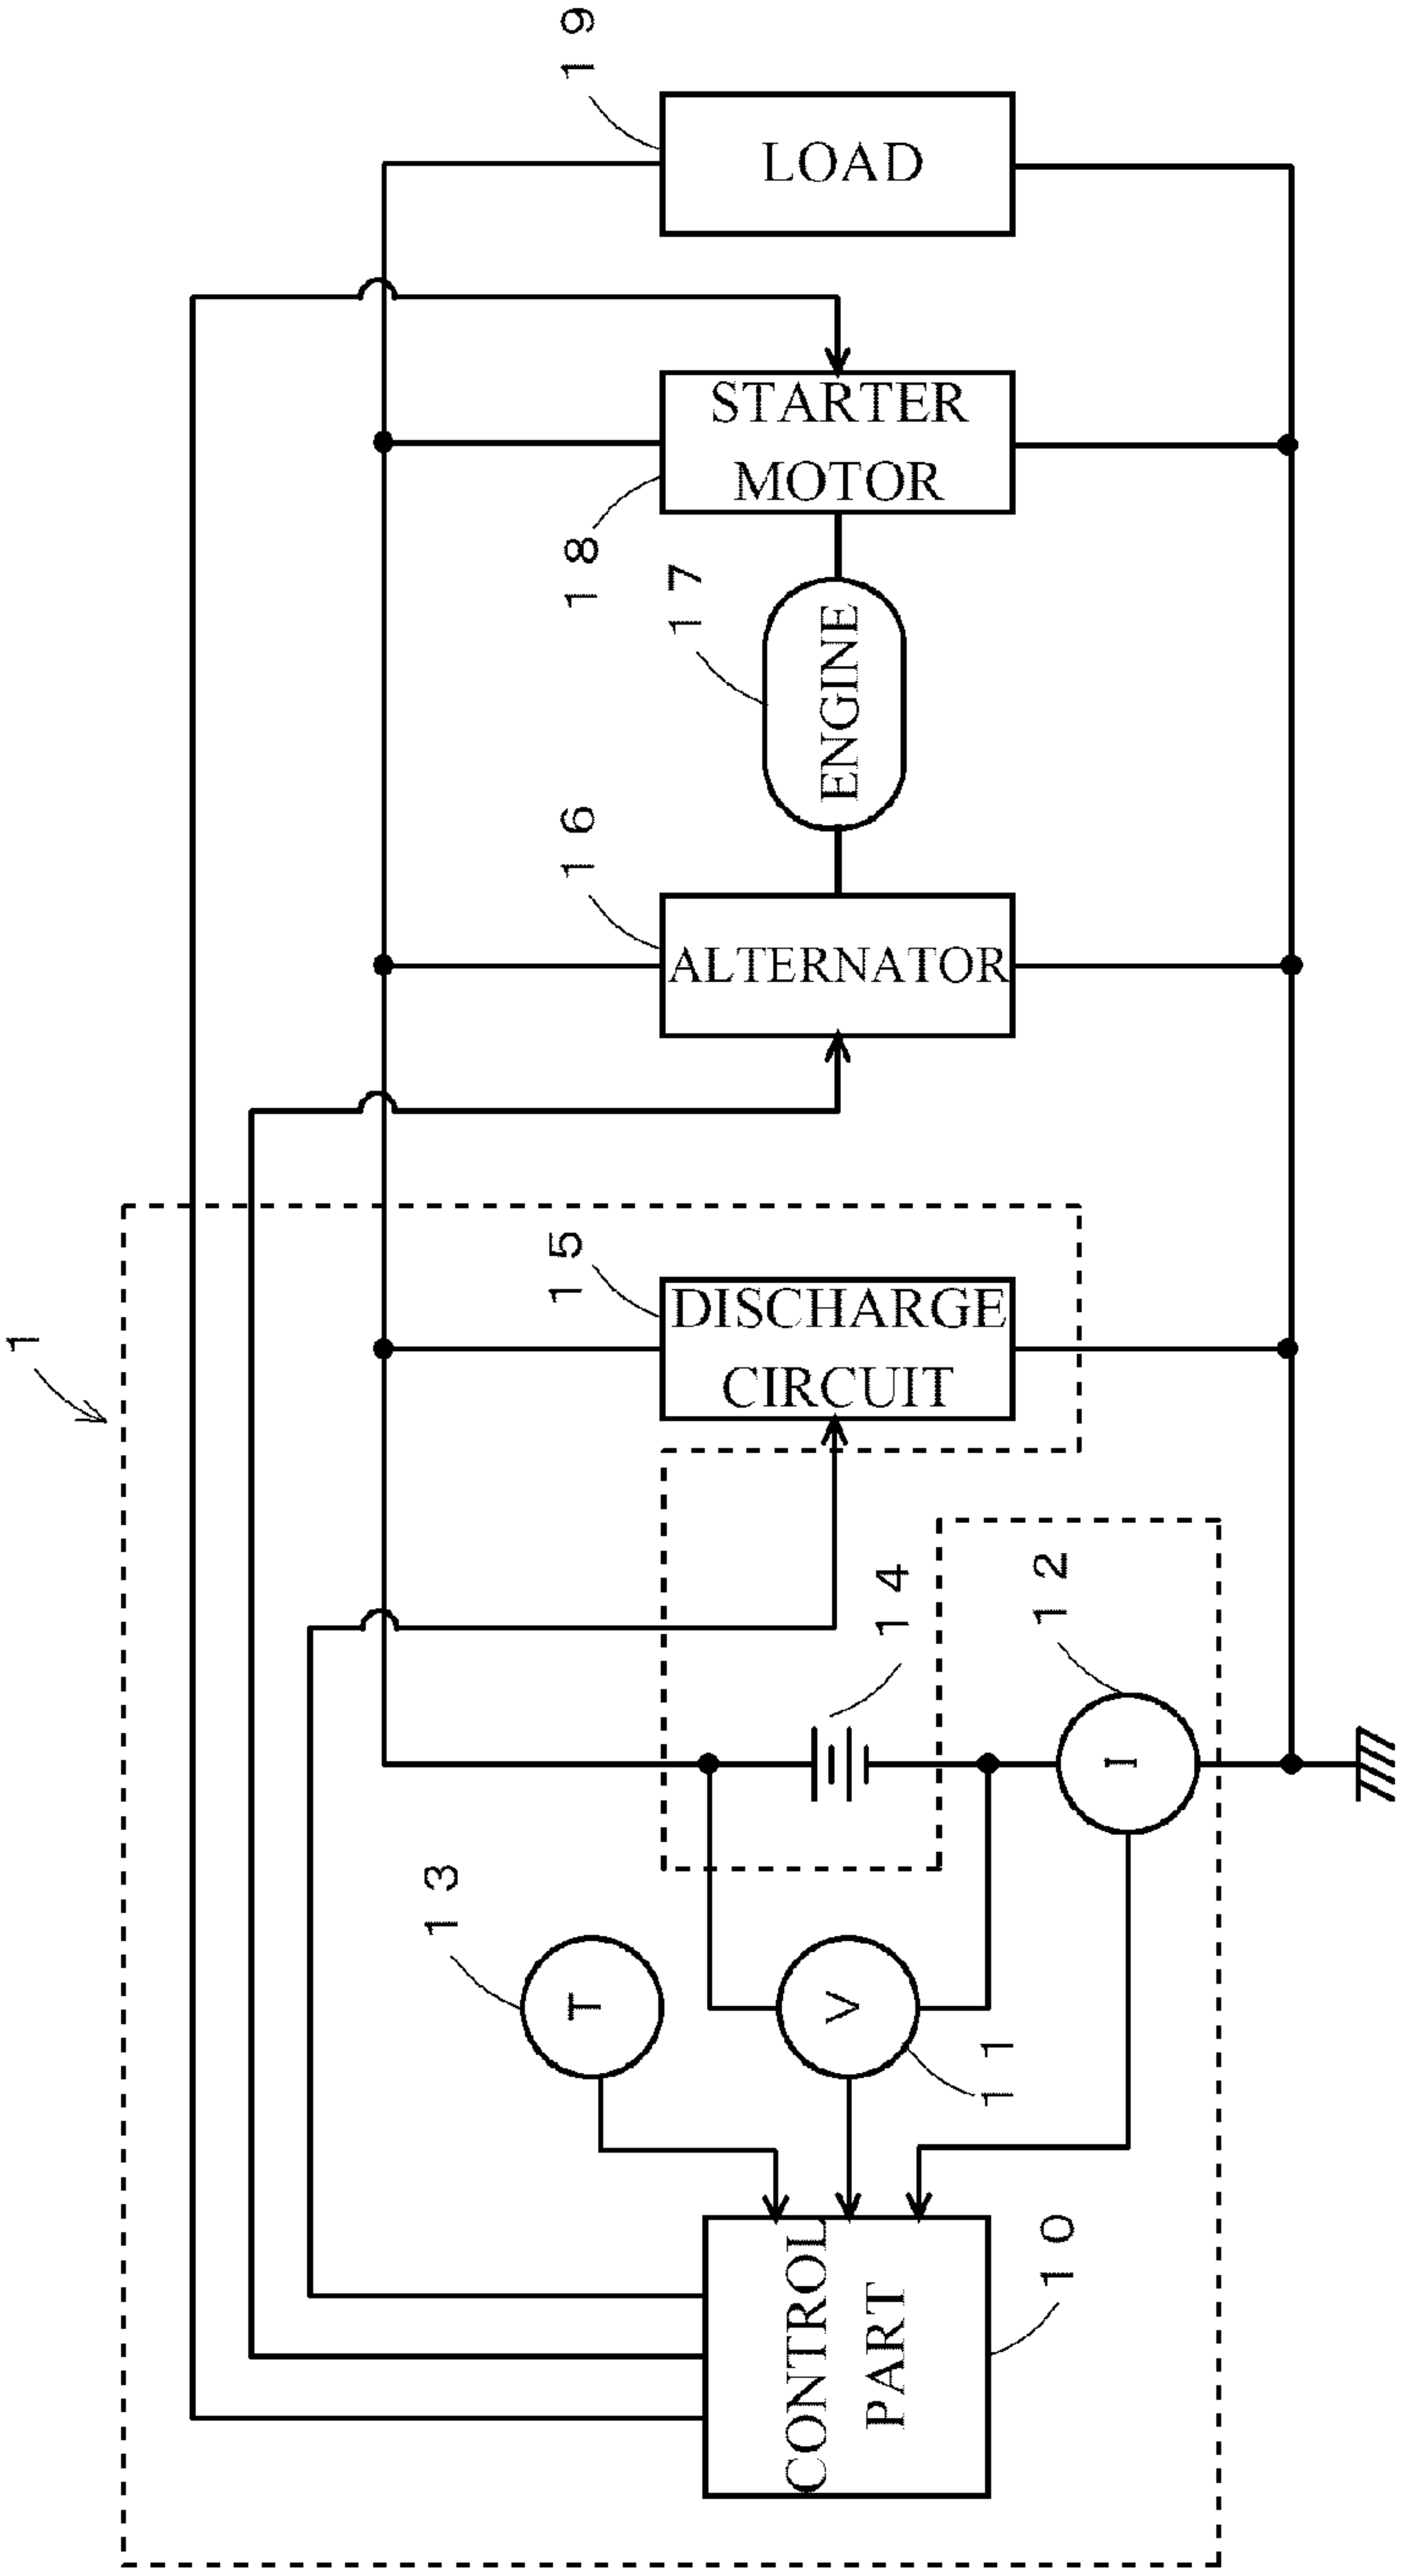 19
LOAD
STARTER
MOTOR
18
17
ENGINE
16
ALTERNATOR
1
15
DISCHARGE
CIRCUIT
14
12
I
13
T
V
11
CONTROL
PART
10